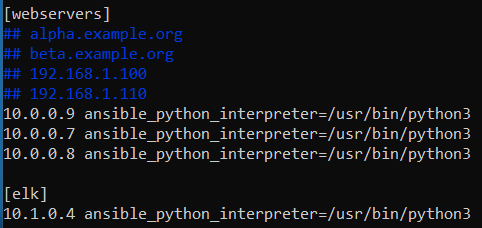 [webservers]
## alpha.example.org
## beta.example.org
## 192.168.1.100
## 192.168.1.110
10.0.0.9 ansible_python_interpreter=/usr/bin/python3
10.0.0.7 ansible_python_interpreter=/usr/bin/python3
10.0.0.8 ansible_python_interpreter=/usr/bin/python3
[elk]
10.1.0.4 ansible_python_interpreter=/usr/bin/python3